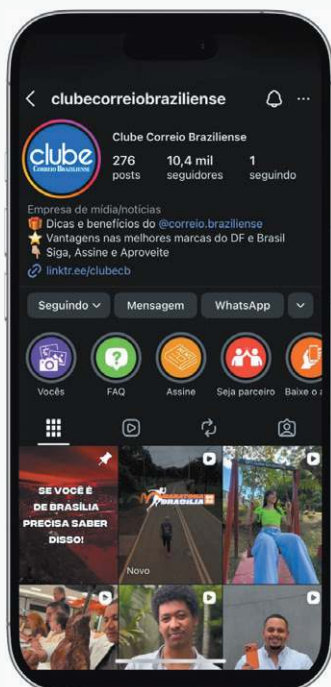 clubecorreiobraziliense
clube
CORREIO BRAZILIENSE
Clube Correio Braziliense
276 10,4 mil 1
posts seguidores seguindo
Empresa de mídia/notícias
Dicas e benefícios do @correio.braziliense
Vantagens nas melhores marcas do DF e Brasil
Siga, Assine e Aproveite
linktr.ee/clubecb
Seguindo Mensagem WhatsApp
Vocês FAQ Assine Seja parceiro Baixe o a
SE VOCÊ É
DE BRASÍLIA
PRECISA SABER
DISSO!
MARATONA
BRASÍLIA
Novo